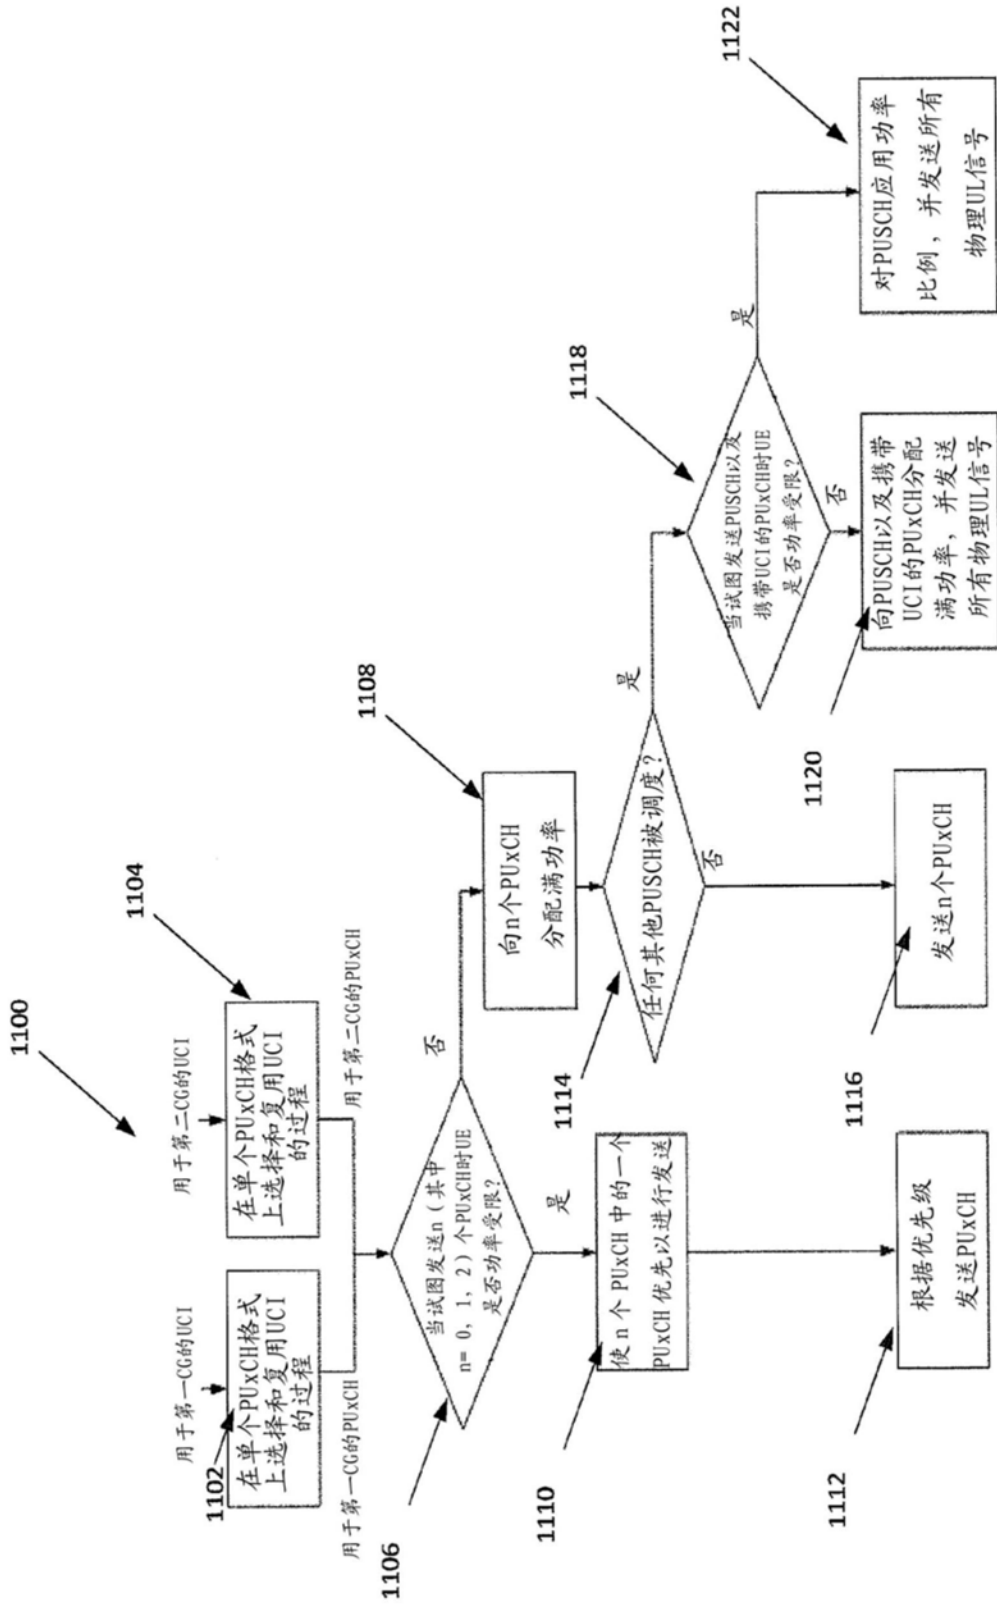 1100
用于第一CG的UCI
用于第二CG的UCI
1102
在单个PUxCH格式
上选择和复用UCI
的过程
1104
在单个PUxCH格式
上选择和复用UCI
的过程
用于第一CG的PUxCH
用于第二CG的PUxCH
1106
当试图发送n（其中
n= 0, 1, 2）个PUxCH时UE
是否功率受限?
否
是
1108
向n个PUxCH
分配满功率
1110
使n个PUxCH中的一个
PUxCH优先以进行发送
1112
根据优先级
发送PUxCH
1114
任何其他PUSCH被调度?
是
否
1116
发送n个PUxCH
1118
当试图发送PUSCH以及
携带UCI的PUxCH时UE
是否功率受限?
是
否
1120
向PUSCH以及携带
UCI的PUxCH分配
满功率，并发送
所有物理UL信号
1122
对PUSCH应用功率
比例，并发送所有
物理UL信号